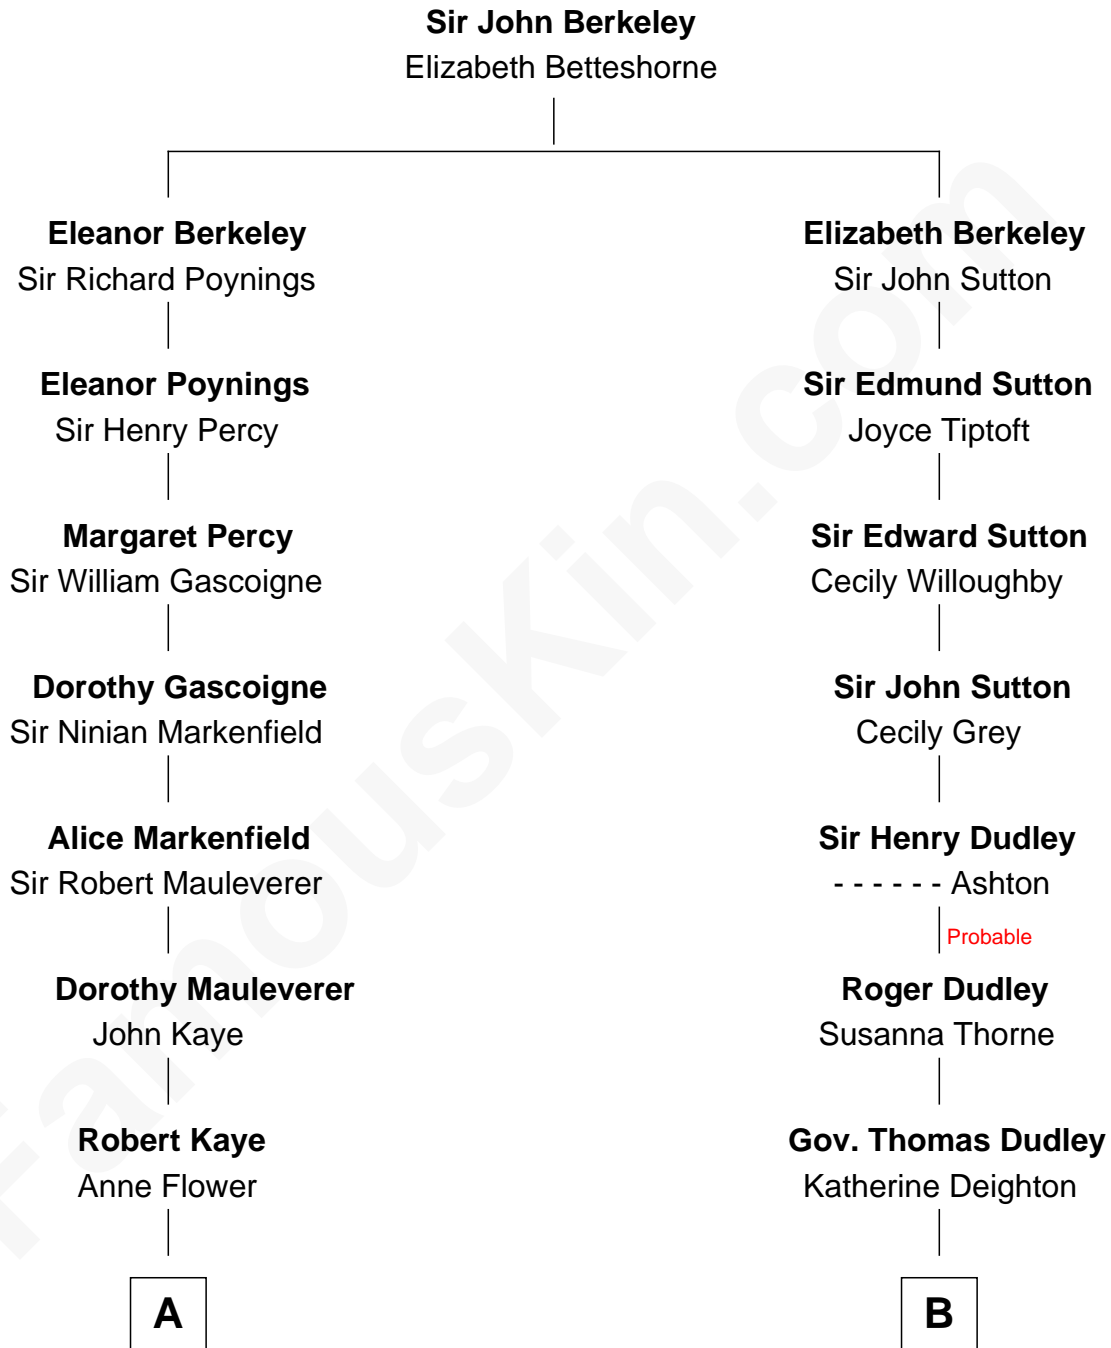 Sir John Berkeley
Elizabeth Betteshorne
Eleanor Berkeley
Sir Richard Poynings
Elizabeth Berkeley
Sir John Sutton
Eleanor Poynings
Sir Henry Percy
Sir Edmund Sutton
Joyce Tiptoft
Margaret Percy
Sir William Gascoigne
Sir Edward Sutton
Cecily Willoughby
Dorothy Gascoigne
Sir Ninian Markenfield
Sir John Sutton
Cecily Grey
Alice Markenfield
Sir Robert Mauleverer
Sir Henry Dudley
- - - - - - Ashton
Probable
Dorothy Mauleverer
John Kaye
Roger Dudley
Susanna Thorne
Robert Kaye
Anne Flower
Gov. Thomas Dudley
Katherine Deighton
A
B
FamousKin.com